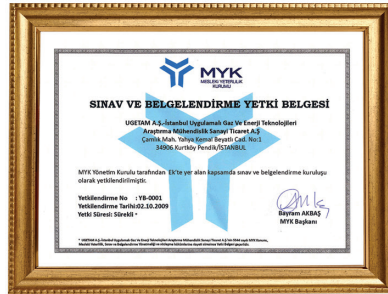 MYK
MESLEKİ YETERLİLİK
KURUMU
SINAV VE BELGELENDİRME YETKİ BELGESİ
UGETAM A.Ş.-İstanbul Uygulamalı Gaz Ve Enerji Teknolojileri
Araştırma Mühendislik Sanayi Ticaret A.Ş
Çamlık Mah. Yahya Kemal Beyatlı Cad. No:1
34906 Kurtköy Pendik/İSTANBUL
MYK Yönetim Kurulu tarafından Ek'te yer alan kapsamda sınav ve belgelendirme kuruluşu
olarak yetkilendirilmiştir.
Yetkilendirme No : YB-0001
Yetkilendirme Tarihi:02.10.2009
Yetki Süresi: Sürekli *
Bayram AKBAŞ
MYK Başkanı